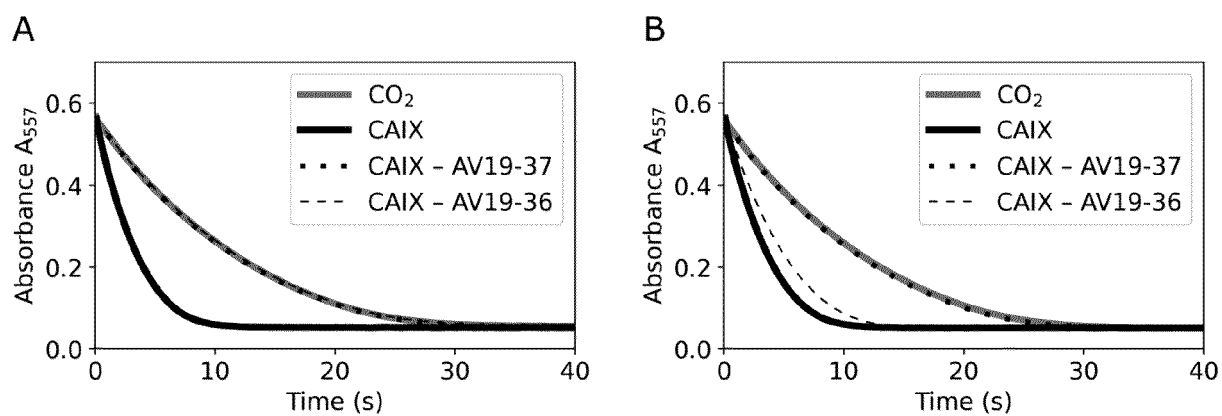 A
Absorbance A557
0.6
0.4
0.2
0.0
0
10
20
30
40
Time (s)
CO2
CAIX
CAIX – AV19-37
CAIX – AV19-36
B
Absorbance A557
0.6
0.4
0.2
0.0
0
10
20
30
40
Time (s)
CO2
CAIX
CAIX – AV19-37
CAIX – AV19-36